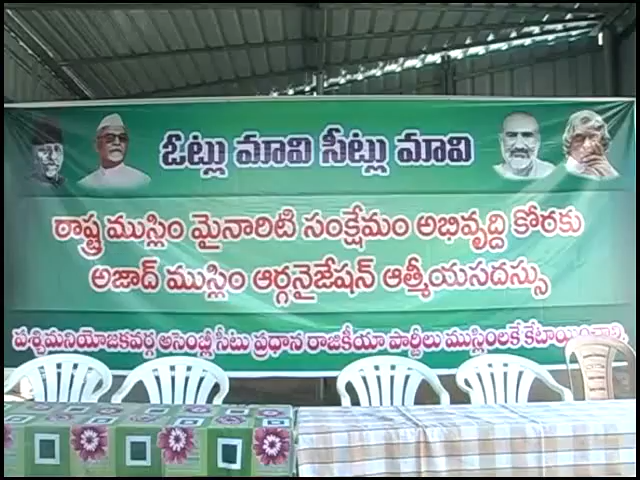 ఓట్లు మావి సీట్లు మావి
రాష్ట్ర ముస్లిం మైనారిటి సంక్షేమం అభివృద్ది కోరకు
అజాద్ ముస్లిం ఆర్గనైజేషన్ ఆత్మీయసదస్సు
పశ్చిమనియోజకవర్గ అసెంబ్లీ సీటు ప్రధాన రాజకీయా పార్టీలు ముస్లింలకే కేటాయించాలి.